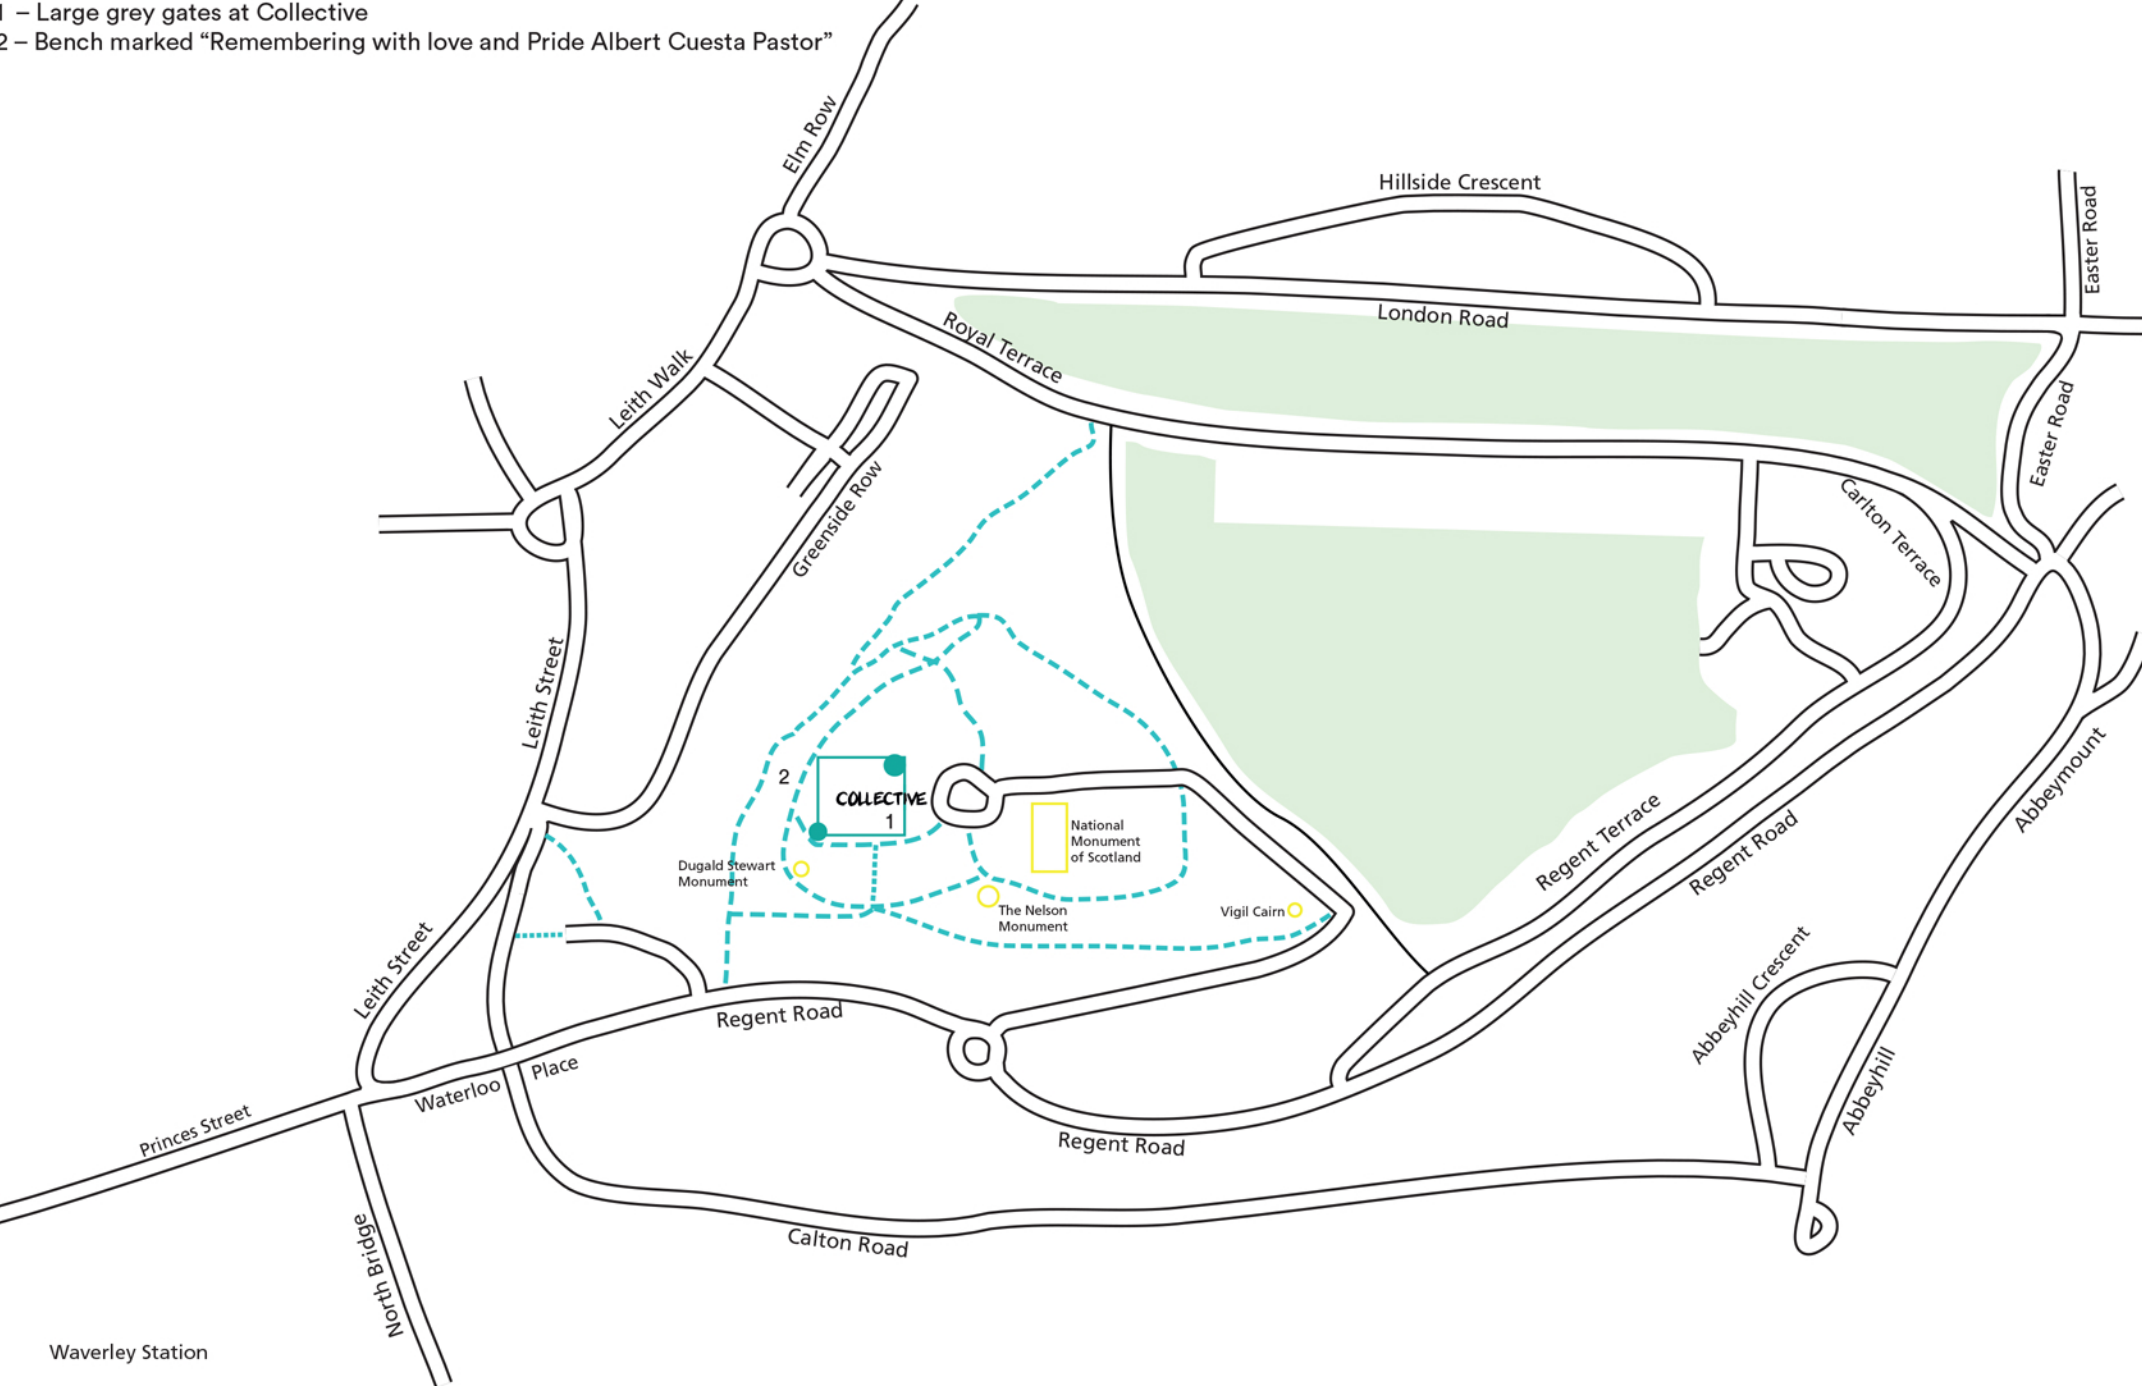 1 – Large grey gates at Collective
2 – Bench marked “Remembering with love and Pride Albert Cuesta Pastor”
Elm Row
Hillside Crescent
Easter Road
London Road
Royal Terrace
Leith Walk
Easter Road
Greenside Row
Carlton Terrace
Leith Street
2
COLLECTIVE
1
National
Monument
of Scotland
Dugald Stewart
Monument
The Nelson
Monument
Vigil Cairn
Regent Terrace
Regent Road
Abbeymount
Leith Street
Regent Road
Abbeyhill Crescent
Waterloo Place
Princes Street
Regent Road
Abbeyhill
Calton Road
North Bridge
Waverley Station